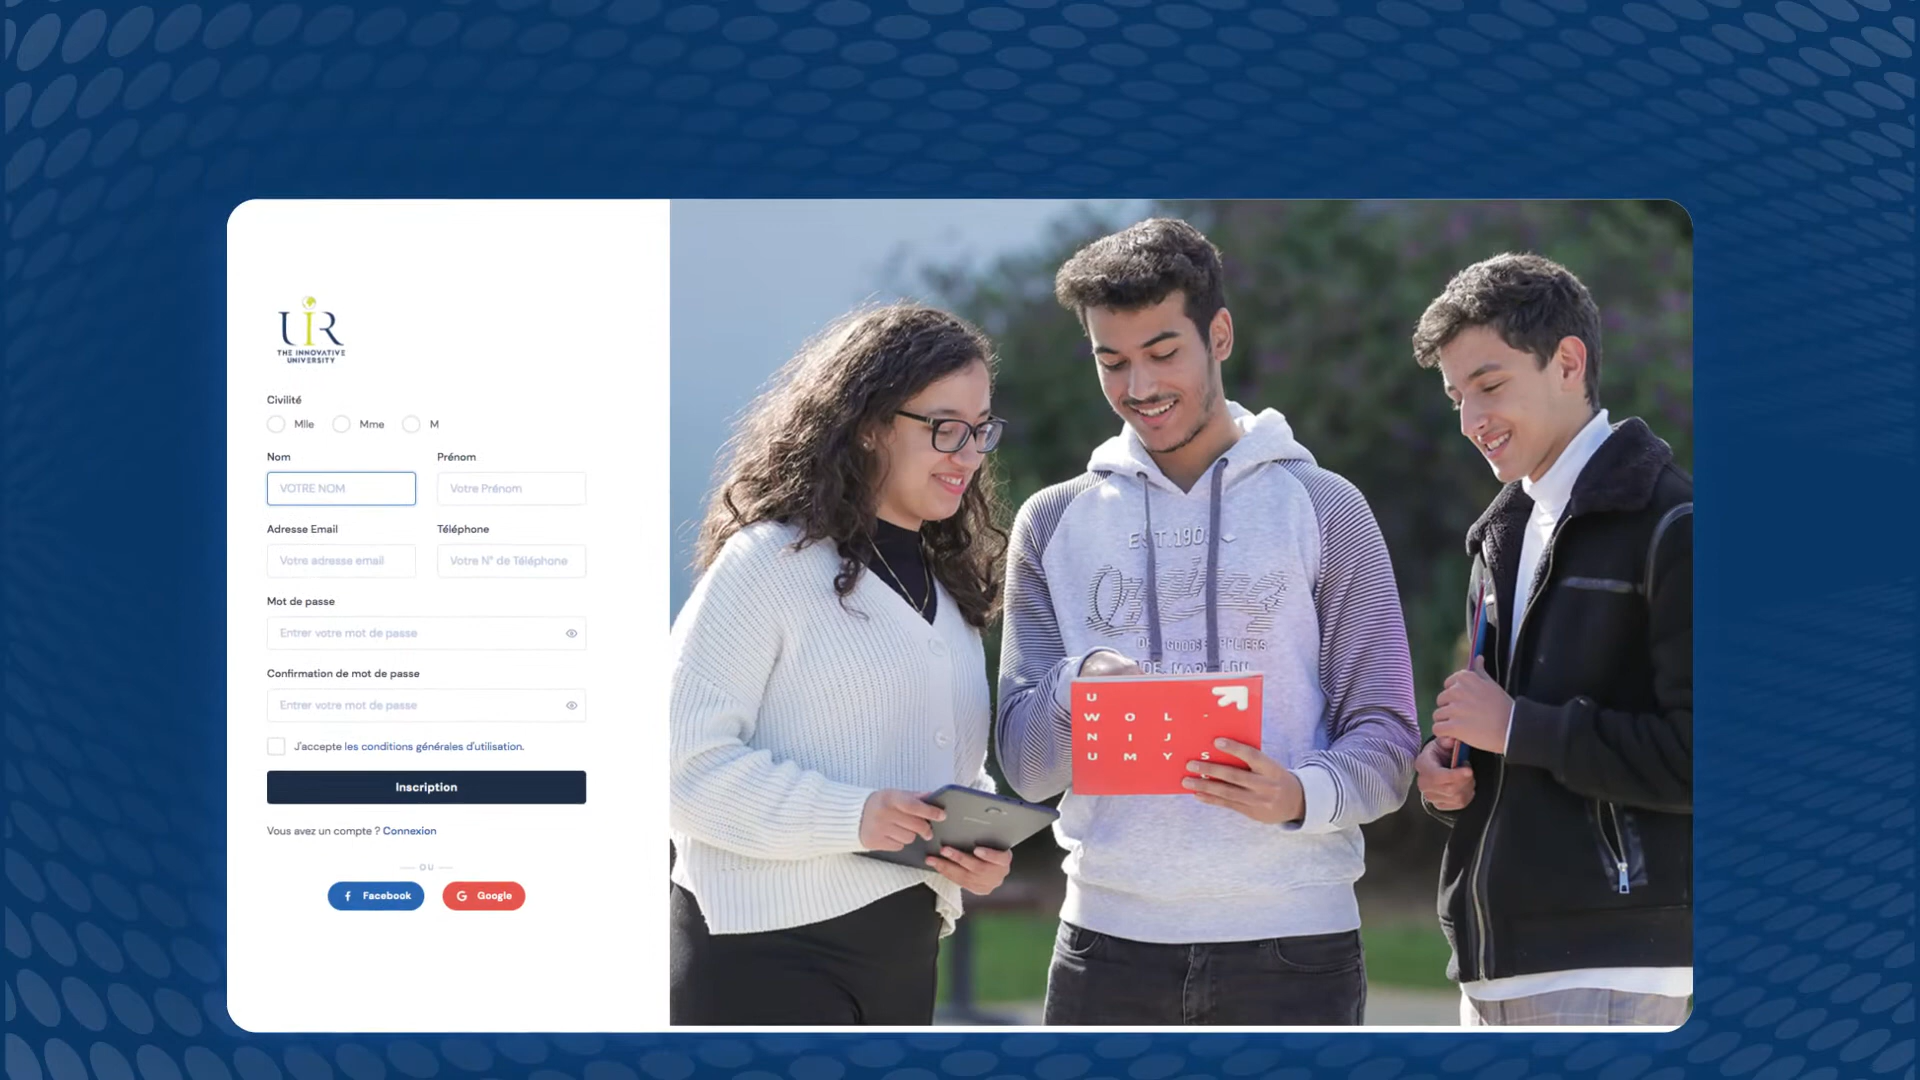 UIR
THE INNOVATIVE
UNIVERSITY
Civilité
Mlle Mme M
Nom Prénom
VOTRE NOM Votre Prénom
Adresse Email Téléphone
Votre adresse email Votre N° de Téléphone
Mot de passe
Entrer votre mot de passe
Confirmation de mot de passe
Entrer votre mot de passe
J'accepte les conditions générales d'utilisation.
Inscription
Vous avez un compte ? Connexion
OU
Facebook Google
U
W O L -
N I J
U M Y S